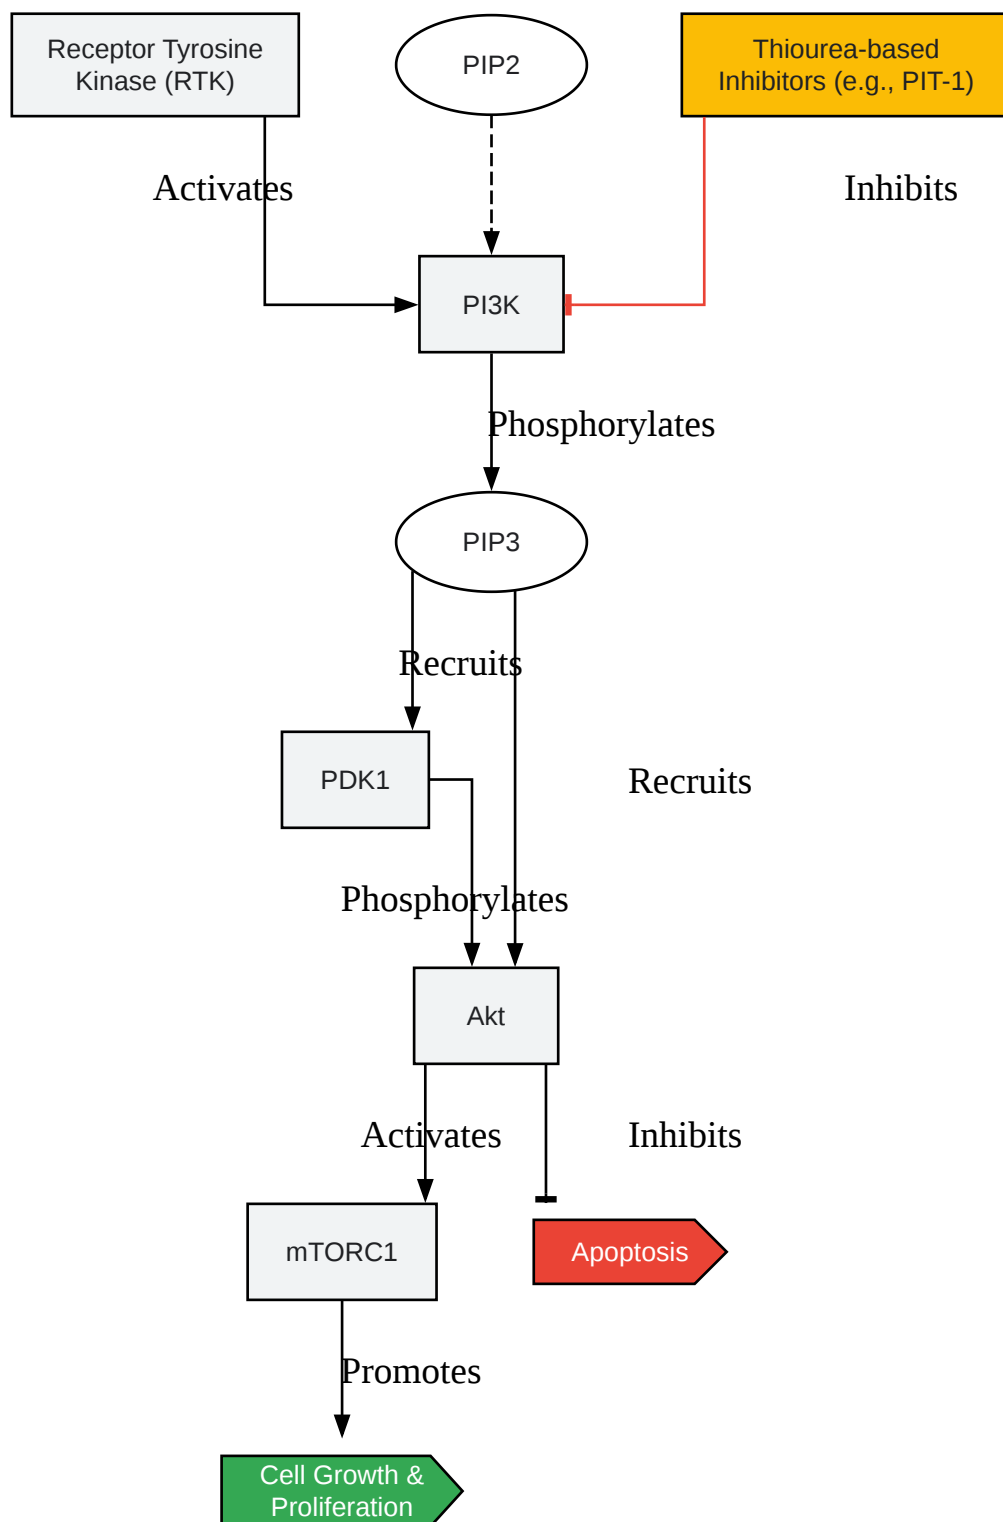 Receptor Tyrosine
Kinase (RTK)
PIP2
Thiourea-based
Inhibitors (e.g., PIT-1)
Activates
Inhibits
PI3K
Phosphorylates
PIP3
Recruits
PDK1
Recruits
Phosphorylates
Akt
Activates
Inhibits
mTORC1
Apoptosis
Promotes
Cell Growth &
Proliferation